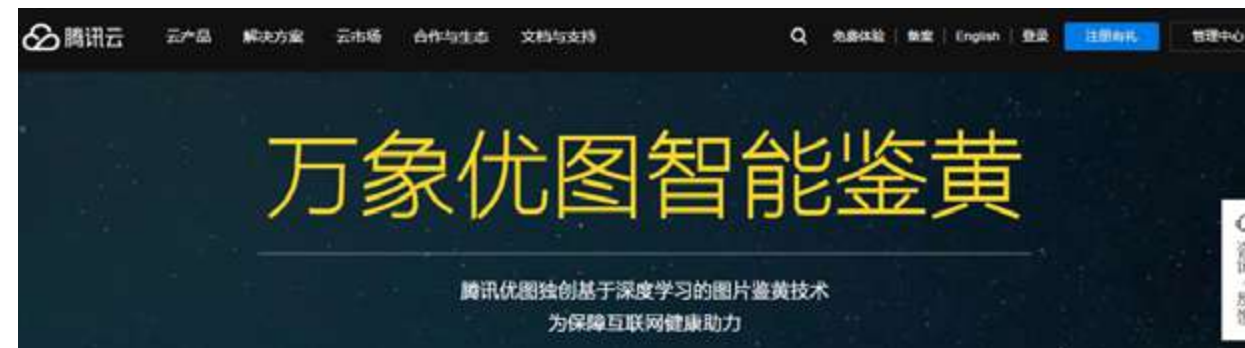 腾讯云 云产品 解决方案 云市场 合作与生态 文档与支持 免费体验 | 备案 | English | 登录 注册有礼 管理中心
万象优图智能鉴黄
腾讯优图独创基于深度学习的图片鉴黄技术
为保障互联网健康助力